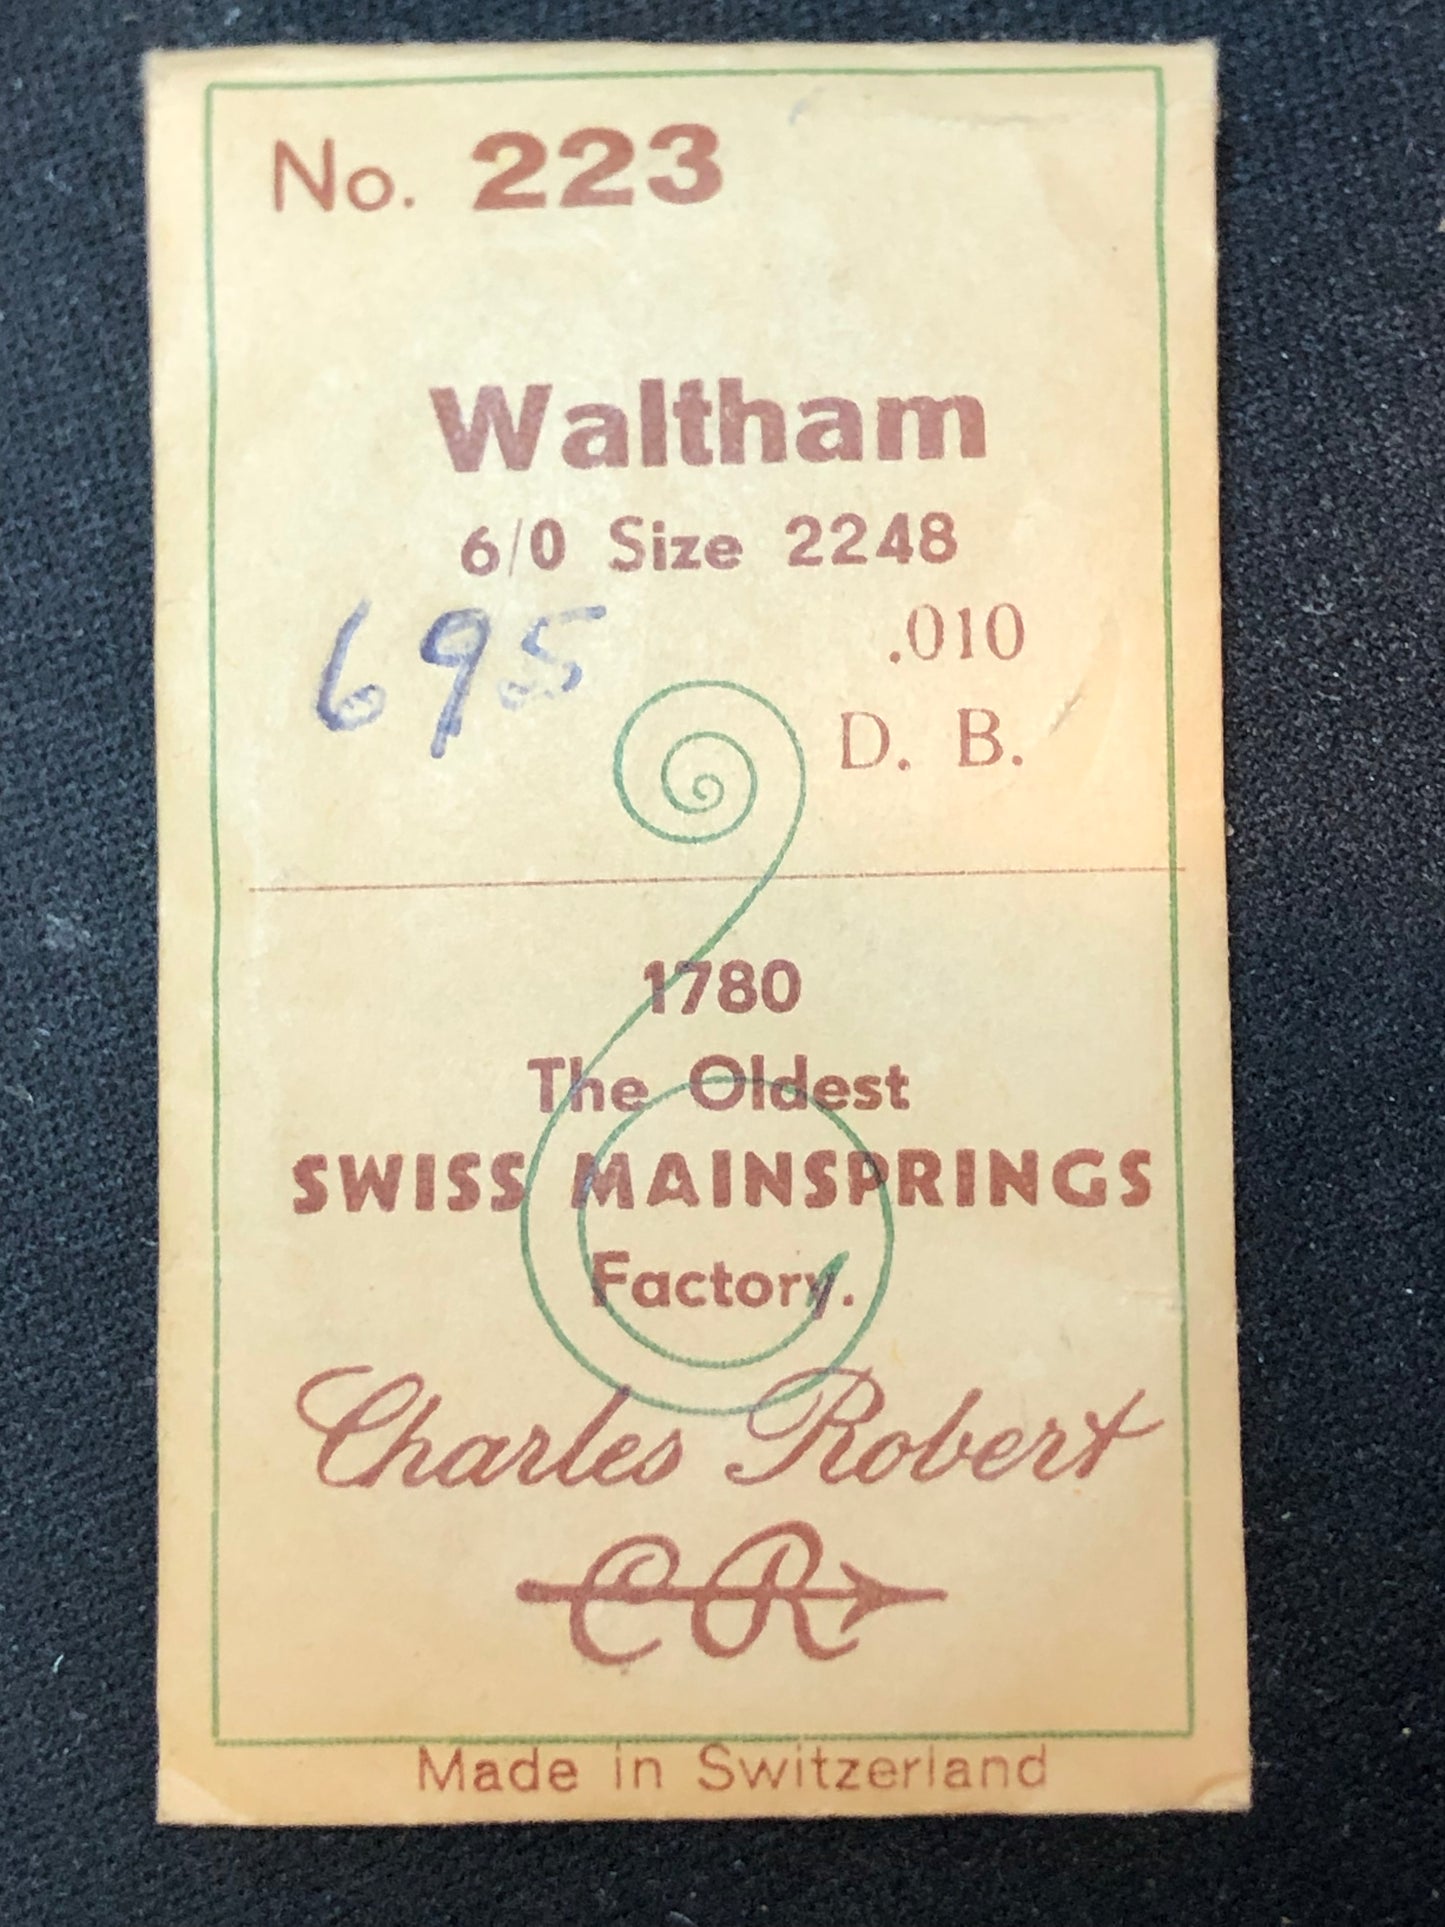 No. 223
Waltham
6/0 Size 2248
695
.010
D. B.
1780
The Oldest
SWISS MAINSPRINGS
Factory.
Charles Robert
CR
Made in Switzerland